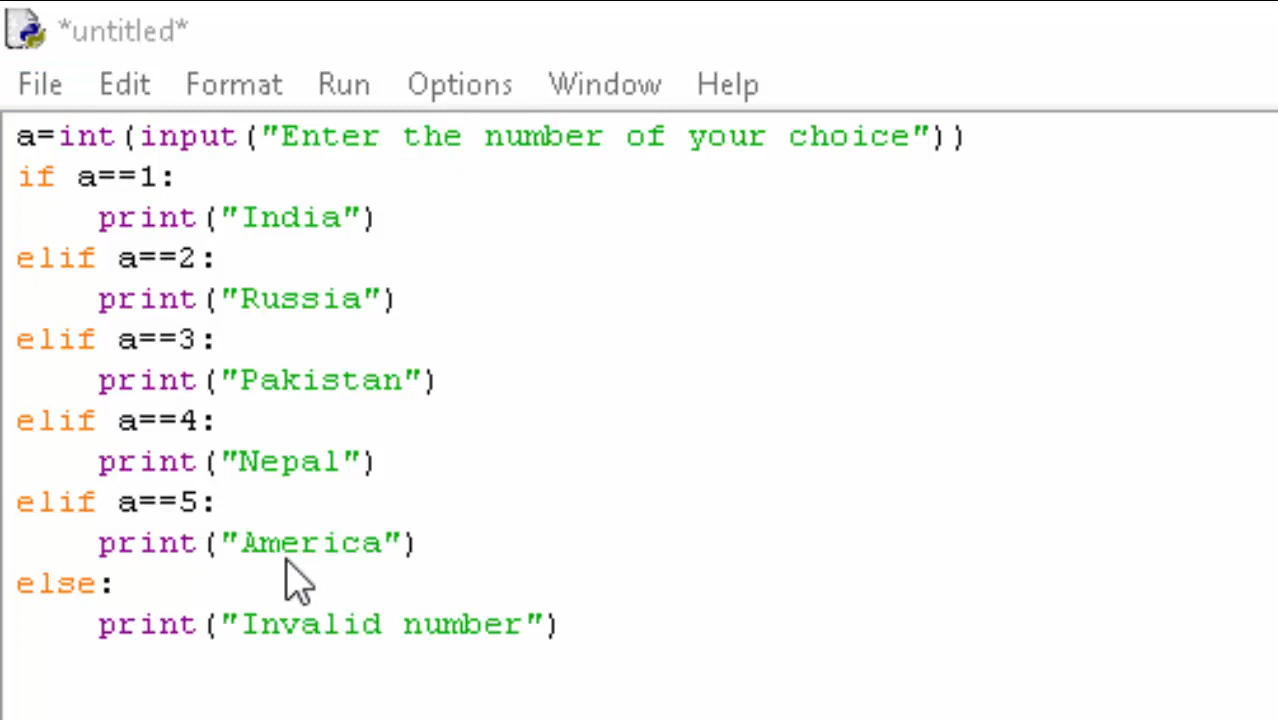 *untitled*
File Edit Format Run Options Window Help
a=int(input("Enter the number of your choice"))
if a==1:
    print("India")
elif a==2:
    print("Russia")
elif a==3:
    print("Pakistan")
elif a==4:
    print("Nepal")
elif a==5:
    print("America")
else:
    print("Invalid number")